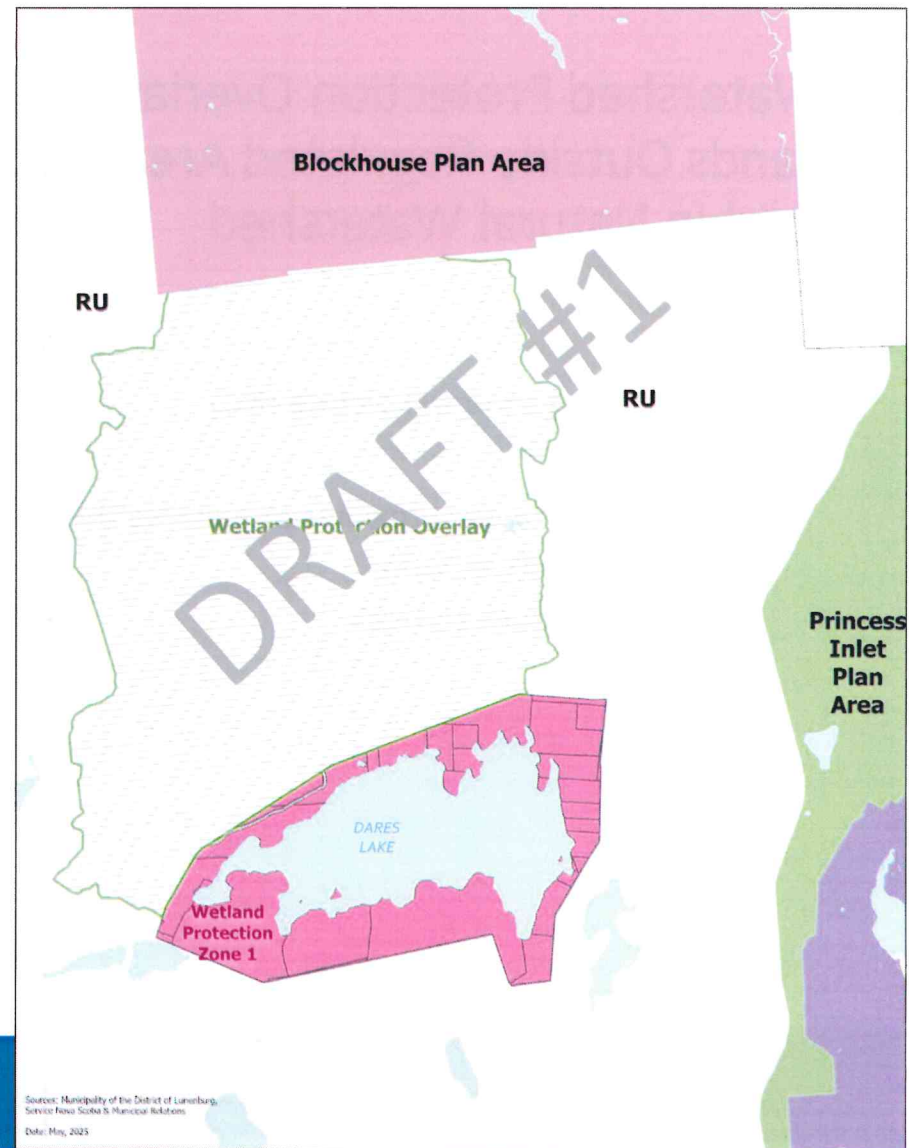 Blockhouse Plan Area
RU
RU
DRAFT #1
Wetland Protection Overlay
Princess
Inlet
Plan
Area
DARES
LAKE
Wetland
Protection
Zone 1
Sources: Municipality of the District of Lunenburg,
Service Nova Scotia & Municipal Relations
Date: May, 2025